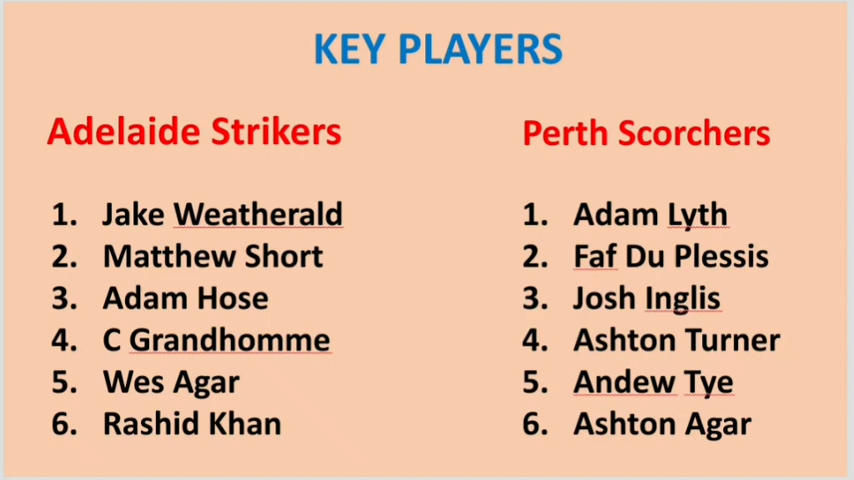 KEY PLAYERS
Adelaide Strikers
1. Jake Weatherald
2. Matthew Short
3. Adam Hose
4. C Grandhomme
5. Wes Agar
6. Rashid Khan
Perth Scorchers
1. Adam Lyth
2. Faf Du Plessis
3. Josh Inglis
4. Ashton Turner
5. Andew Tye
6. Ashton Agar